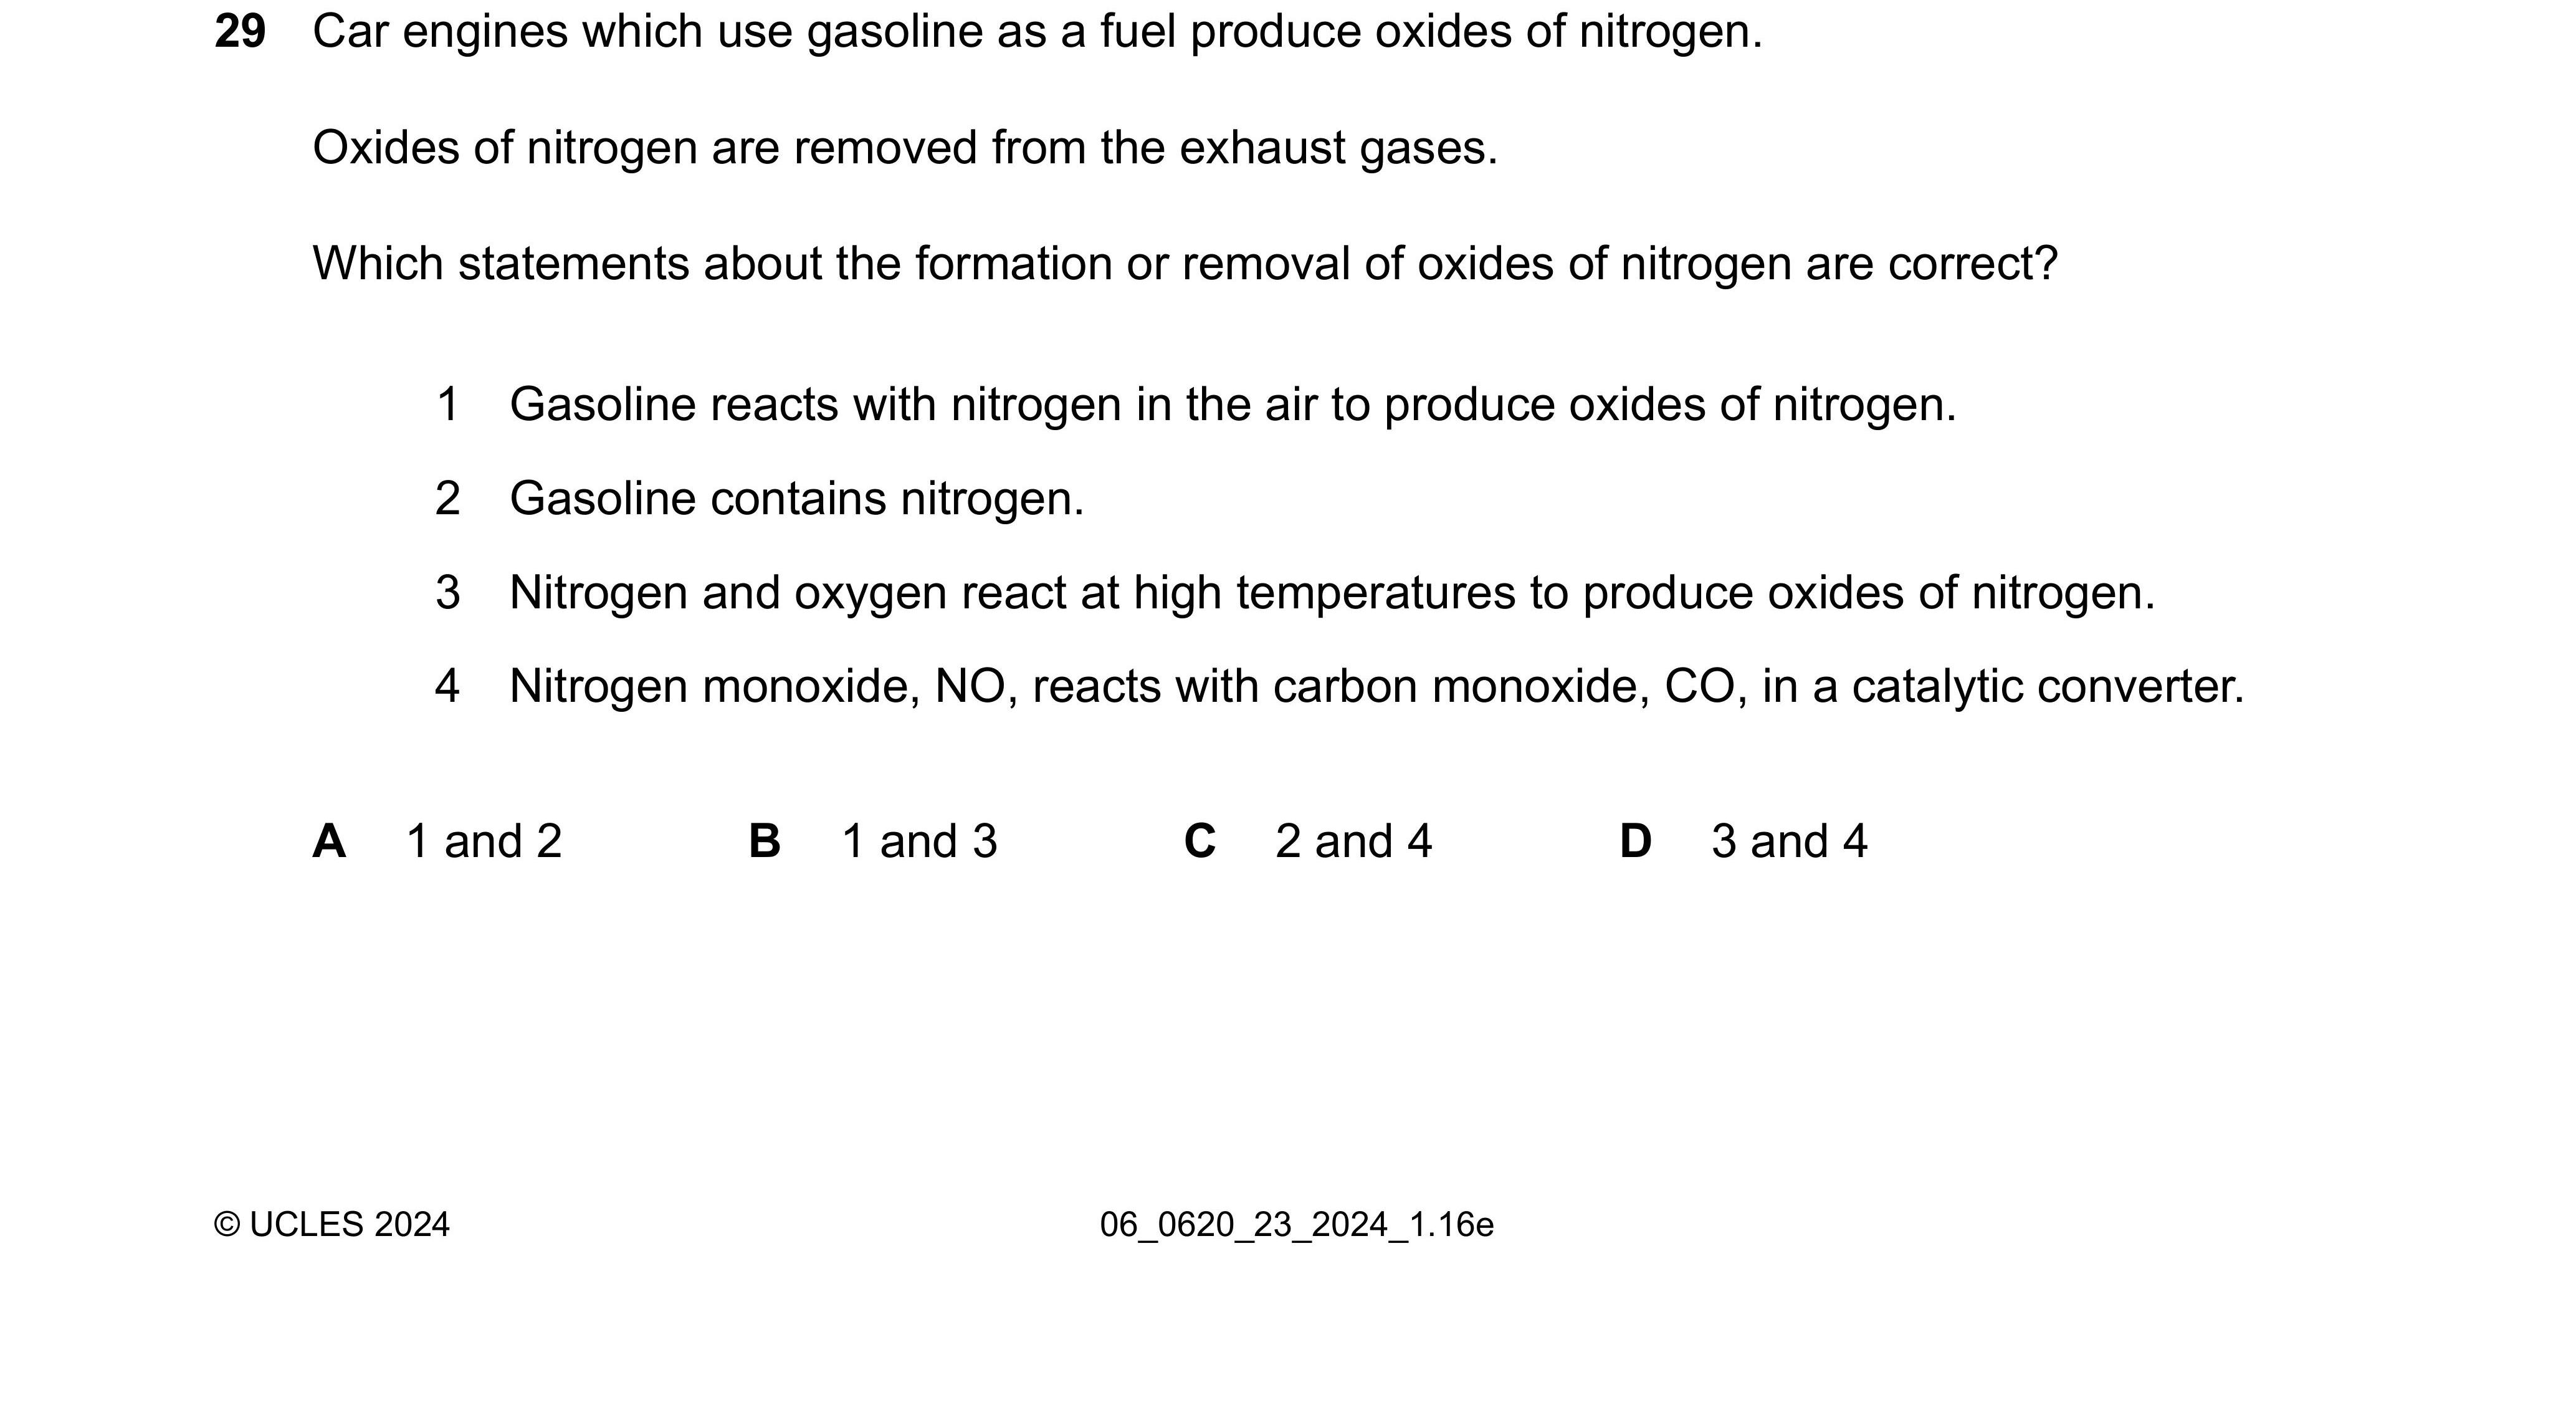 29 Car engines which use gasoline as a fuel produce oxides of nitrogen.
Oxides of nitrogen are removed from the exhaust gases.
Which statements about the formation or removal of oxides of nitrogen are correct?
1 Gasoline reacts with nitrogen in the air to produce oxides of nitrogen.
2 Gasoline contains nitrogen.
3 Nitrogen and oxygen react at high temperatures to produce oxides of nitrogen.
4 Nitrogen monoxide, NO, reacts with carbon monoxide, CO, in a catalytic converter.
A 1 and 2 B 1 and 3 C 2 and 4 D 3 and 4
© UCLES 2024 06_0620_23_2024_1.16e